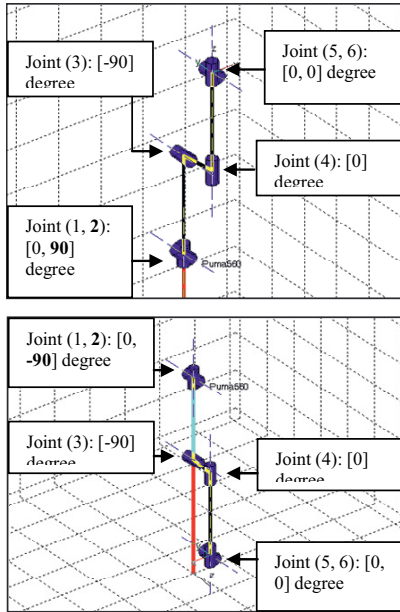 Joint (3): [-90]
degree
Joint (5, 6):
[0, 0] degree
Joint (4): [0]
degree
Joint (1, 2):
[0, 90]
degree
Puma560
z
Joint (1, 2): [0,
-90] degree
Puma560
Joint (3): [-90]
degree
Joint (4): [0]
degree
Joint (5, 6): [0,
0] degree